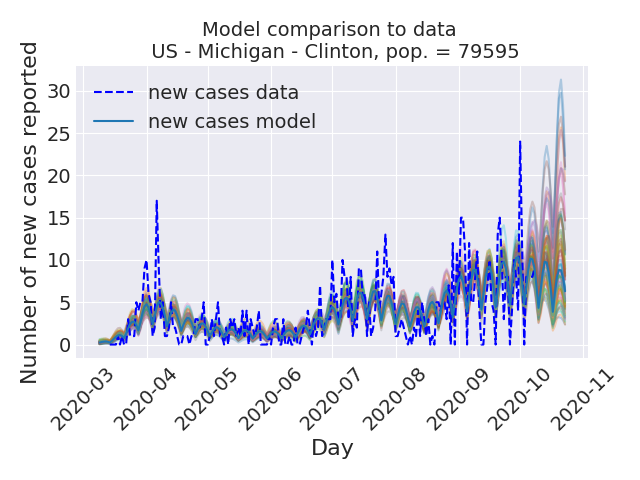 Model comparison to data
US - Michigan - Clinton, pop. = 79595
Number of new cases reported
30
25
20
15
10
5
0
new cases data
new cases model
2020-03
2020-04
2020-05
2020-06
2020-07
2020-08
2020-09
2020-10
2020-11
Day